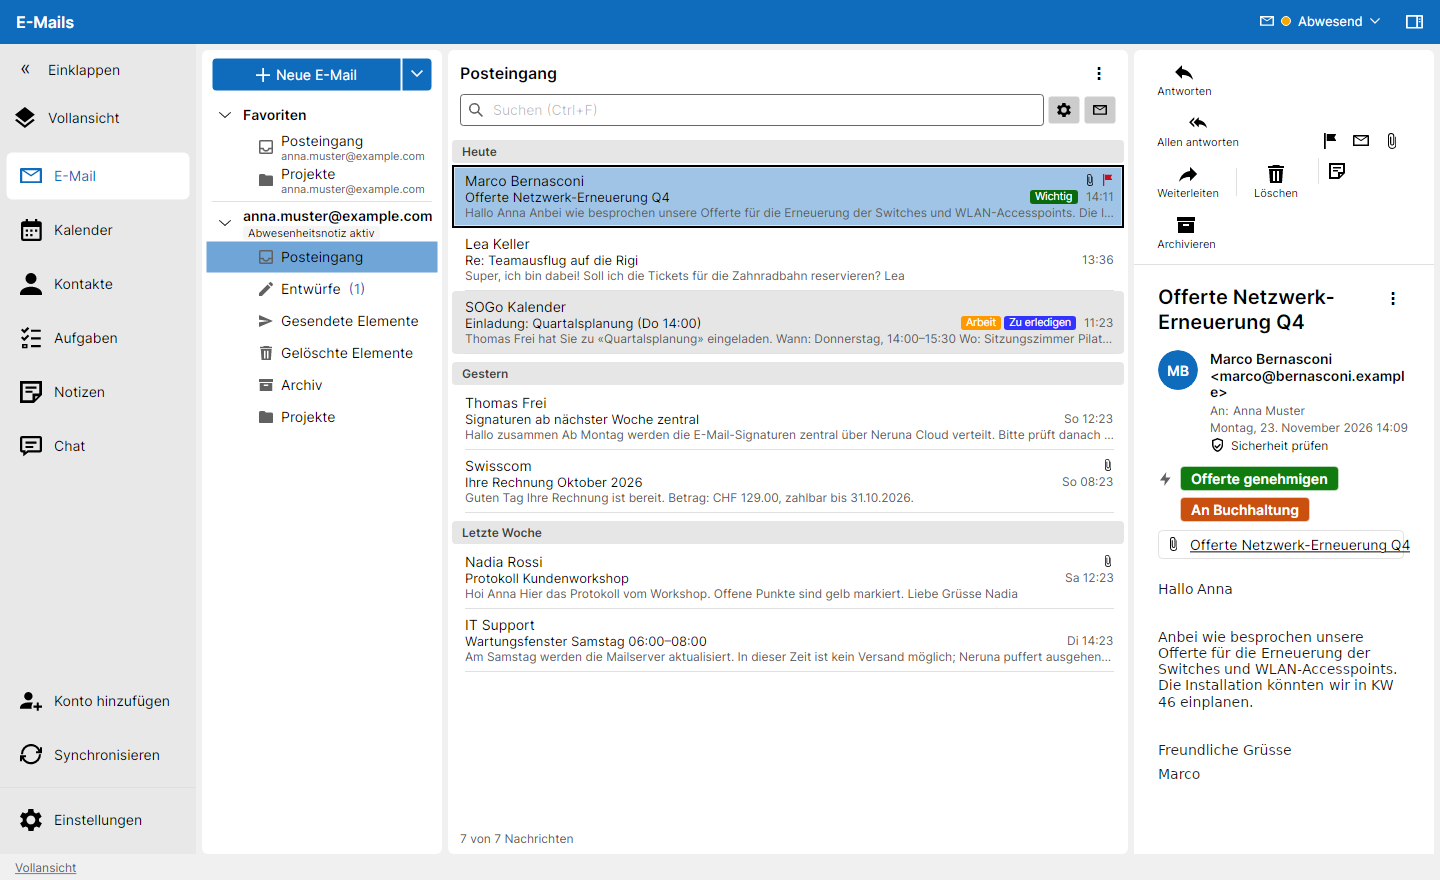 E-Mails
Abwesend
Einklappen
Vollansicht
E-Mail
Kalender
Kontakte
Aufgaben
Notizen
Chat
Konto hinzufügen
Synchronisieren
Einstellungen
Vollansicht
Neue E-Mail
Favoriten
Posteingang
anna.muster@example.com
Projekte
anna.muster@example.com
anna.muster@example.com
Abwesenheitsnotiz aktiv
Posteingang
Entwürfe (1)
Gesendete Elemente
Gelöschte Elemente
Archiv
Projekte
Posteingang
Suchen (Ctrl+F)
Heute
Marco Bernasconi
Offerte Netzwerk-Erneuerung Q4 Wichtig 14:11
Hallo Anna Anbei wie besprochen unsere Offerte für die Erneuerung der Switches und WLAN-Accesspoints. Die I...
Lea Keller
Re: Teamausflug auf die Rigi 13:36
Super, ich bin dabei! Soll ich die Tickets für die Zahnradbahn reservieren? Lea
SOGo Kalender
Einladung: Quartalsplanung (Do 14:00) Arbeit Zu erledigen 11:23
Thomas Frei hat Sie zu «Quartalsplanung» eingeladen. Wann: Donnerstag, 14:00–15:30 Wo: Sitzungszimmer Pilat...
Gestern
Thomas Frei
Signaturen ab nächster Woche zentral So 12:23
Hallo zusammen Ab Montag werden die E-Mail-Signaturen zentral über Neruna Cloud verteilt. Bitte prüft danach ...
Swisscom
Ihre Rechnung Oktober 2026 So 08:23
Guten Tag Ihre Rechnung ist bereit. Betrag: CHF 129.00, zahlbar bis 31.10.2026.
Letzte Woche
Nadia Rossi
Protokoll Kundenworkshop Sa 12:23
Hoi Anna Hier das Protokoll vom Workshop. Offene Punkte sind gelb markiert. Liebe Grüsse Nadia
IT Support
Wartungsfenster Samstag 06:00–08:00 Di 14:23
Am Samstag werden die Mailserver aktualisiert. In dieser Zeit ist kein Versand möglich; Neruna puffert ausgehen...
7 von 7 Nachrichten
Antworten
Allen antworten
Weiterleiten
Löschen
Archivieren
Offerte Netzwerk-
Erneuerung Q4
MB
Marco Bernasconi
<marco@bernasconi.exampl
e>
An: Anna Muster
Montag, 23. November 2026 14:09
Sicherheit prüfen
Offerte genehmigen
An Buchhaltung
Offerte Netzwerk-Erneuerung Q4
Hallo Anna
Anbei wie besprochen unsere
Offerte für die Erneuerung der
Switches und WLAN-Accesspoints.
Die Installation könnten wir in KW
46 einplanen.
Freundliche Grüsse
Marco